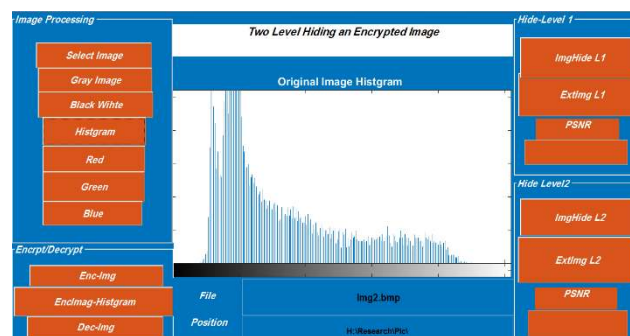 Image Processing
Select Image
Gray Image
Black Wihte
Histgram
Red
Green
Blue
Encrpt/Decrypt
Enc-Img
EncImag-Histgram
Dec-Img
Two Level Hiding an Encrypted Image
Original Image Histgram
File
Img2.bmp
Position
H:\Research\Pic\
Hide-Level 1
ImgHide L1
ExtImg L1
PSNR
Hide Level2
ImgHide L2
ExtImg L2
PSNR